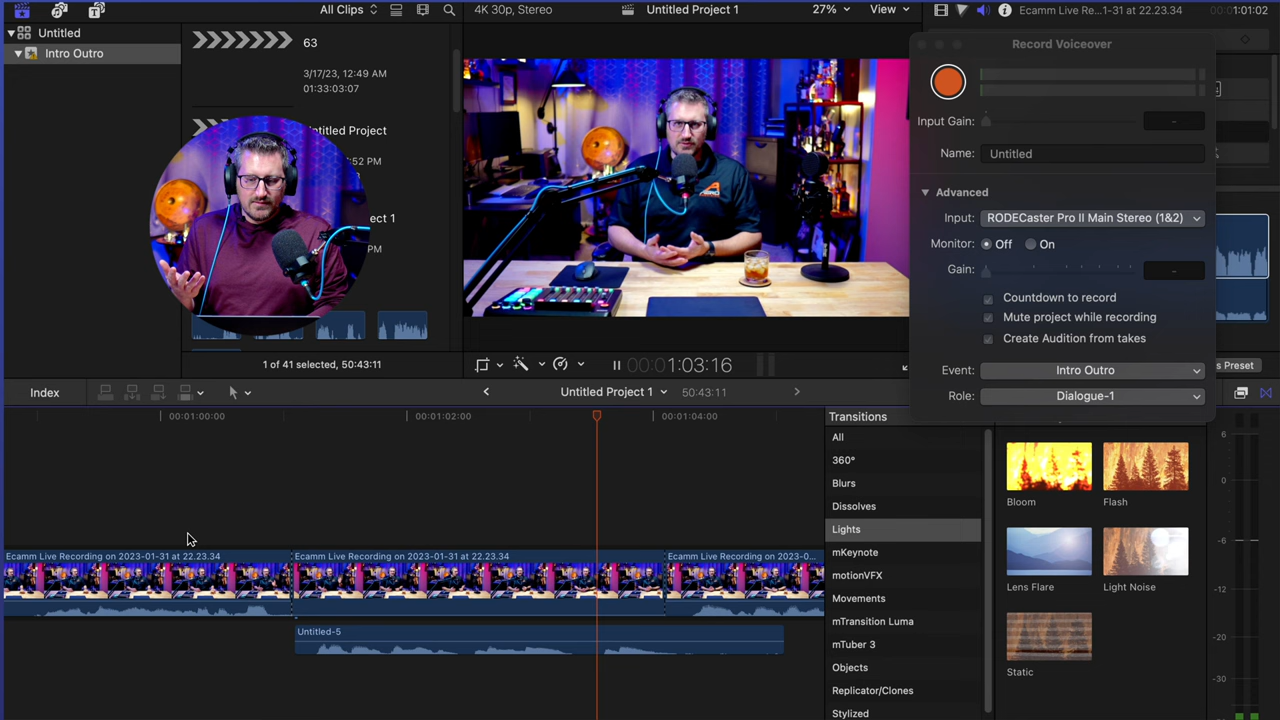 All Clips
4K 30p, Stereo
Untitled Project 1
27%
View
Ecamm Live Re...1-31 at 22.23.34
00:01:01:02
Untitled
Intro Outro
63
3/17/23, 12:49 AM
01:33:03:07
ntitled Project
:52 PM
ect 1
PM
1 of 41 selected, 50:43:11
00:00:01:03:16
Record Voiceover
Input Gain:
-
Name:
Untitled
Advanced
Input:
RODECaster Pro II Main Stereo (1&2)
Monitor:
Off
On
Gain:
-
Countdown to record
Mute project while recording
Create Audition from takes
Event:
Intro Outro
Role:
Dialogue-1
s Preset
Index
Untitled Project 1
50:43:11
00:01:00:00
00:01:02:00
00:01:04:00
Ecamm Live Recording on 2023-01-31 at 22.23.34
Ecamm Live Recording on 2023-01-31 at 22.23.34
Ecamm Live Recording on 2023-0...
Untitled-5
Transitions
All
360°
Blurs
Dissolves
Lights
mKeynote
motionVFX
Movements
mTransition Luma
mTuber 3
Objects
Replicator/Clones
Stylized
Bloom
Flash
Lens Flare
Light Noise
Static
6
0
-6
-12
-20
-30